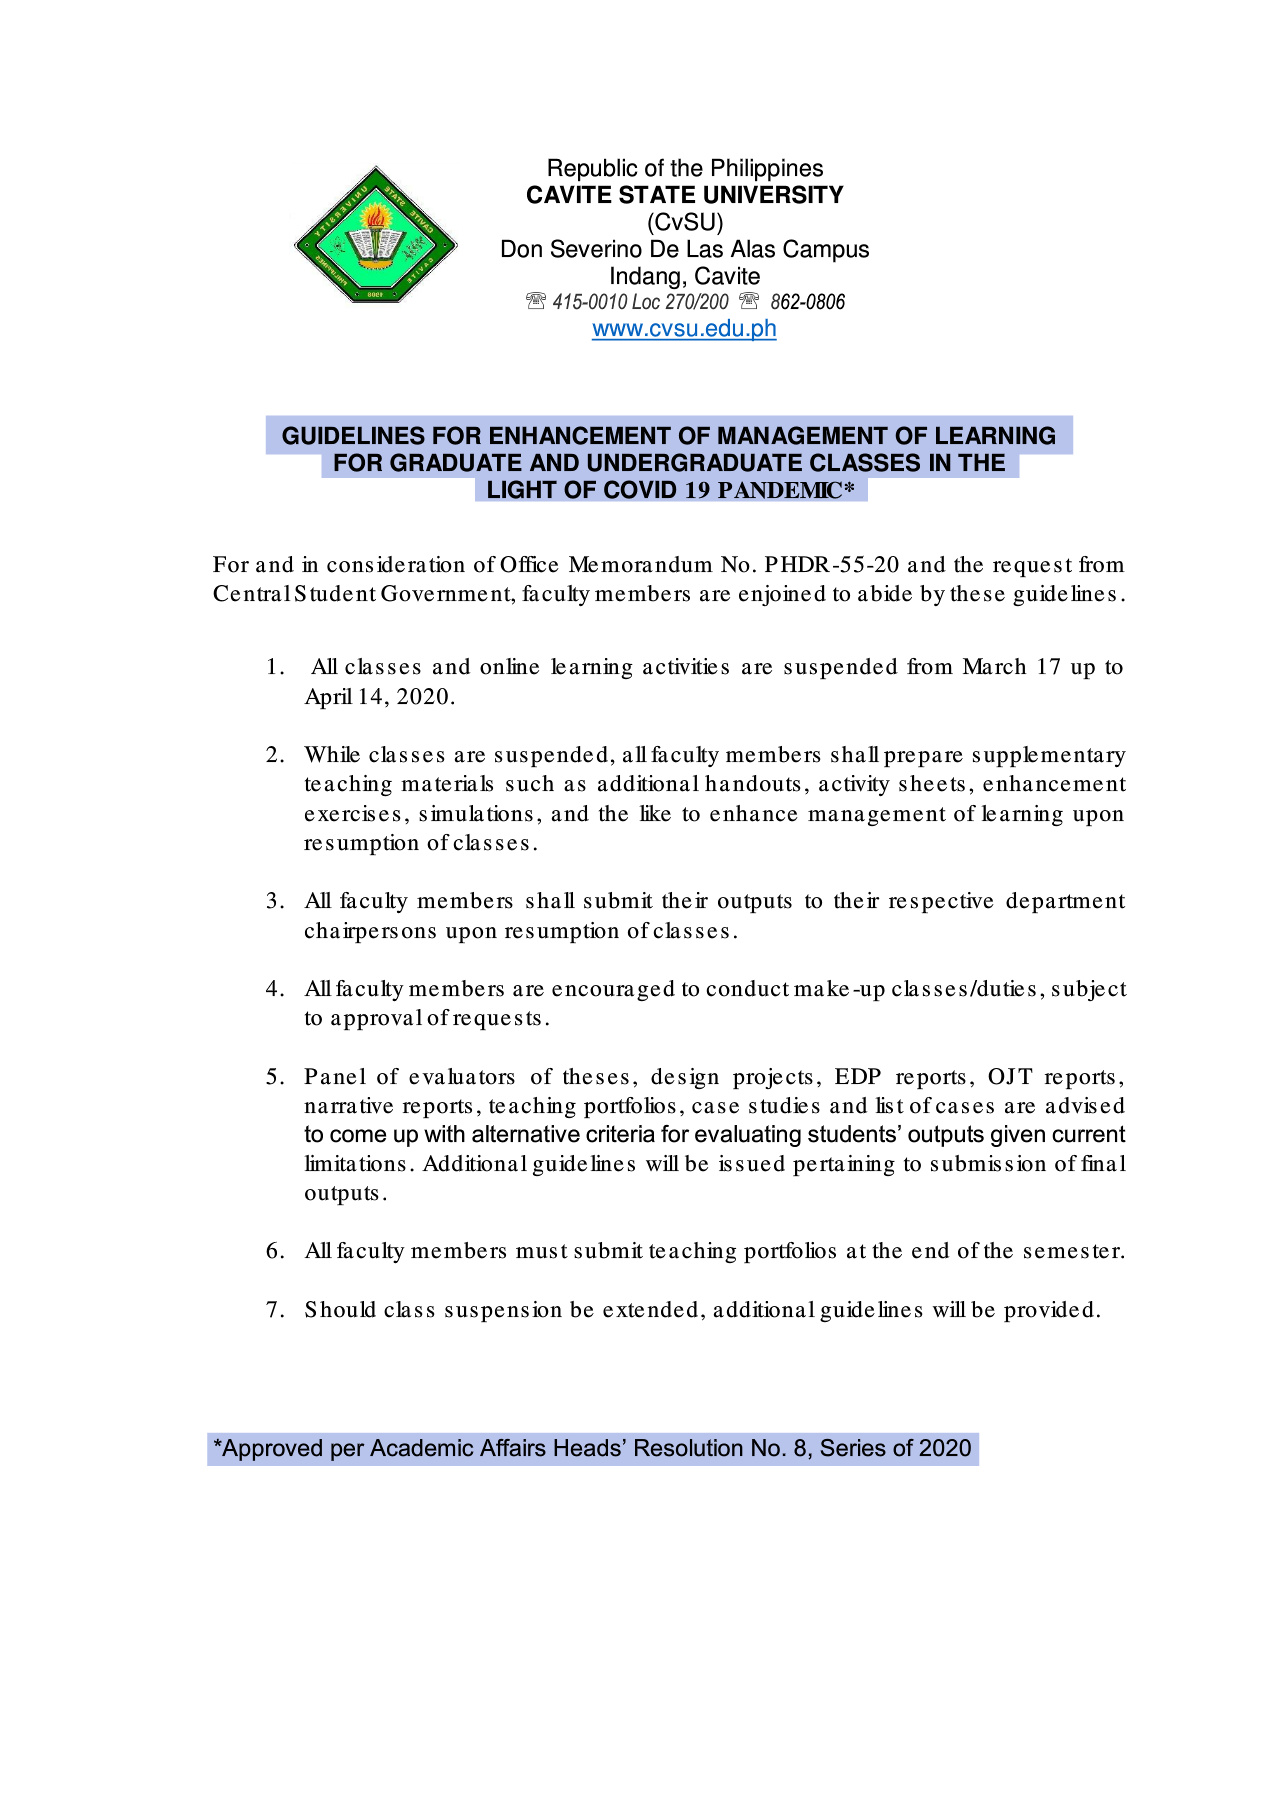 Republic of the Philippines
CAVITE STATE UNIVERSITY
(CvSU)
Don Severino De Las Alas Campus
Indang, Cavite
☏ 415-0010 Loc 270/200 ☏ 862-0806
www.cvsu.edu.ph
CAVITE STATE UNIVERSITY
CAVITE
PHILIPPINES
1906
GUIDELINES FOR ENHANCEMENT OF MANAGEMENT OF LEARNING
FOR GRADUATE AND UNDERGRADUATE CLASSES IN THE
LIGHT OF COVID 19 PANDEMIC*
For and in consideration of Office Memorandum No. PHDR-55-20 and the request from
Central Student Government, faculty members are enjoined to abide by these guidelines.
1. All classes and online learning activities are suspended from March 17 up to
April 14, 2020.
2. While classes are suspended, all faculty members shall prepare supplementary
teaching materials such as additional handouts, activity sheets, enhancement
exercises, simulations, and the like to enhance management of learning upon
resumption of classes.
3. All faculty members shall submit their outputs to their respective department
chairpersons upon resumption of classes.
4. All faculty members are encouraged to conduct make-up classes/duties, subject
to approval of requests.
5. Panel of evaluators of theses, design projects, EDP reports, OJT reports,
narrative reports, teaching portfolios, case studies and list of cases are advised
to come up with alternative criteria for evaluating students’ outputs given current
limitations. Additional guidelines will be issued pertaining to submission of final
outputs.
6. All faculty members must submit teaching portfolios at the end of the semester.
7. Should class suspension be extended, additional guidelines will be provided.
*Approved per Academic Affairs Heads’ Resolution No. 8, Series of 2020